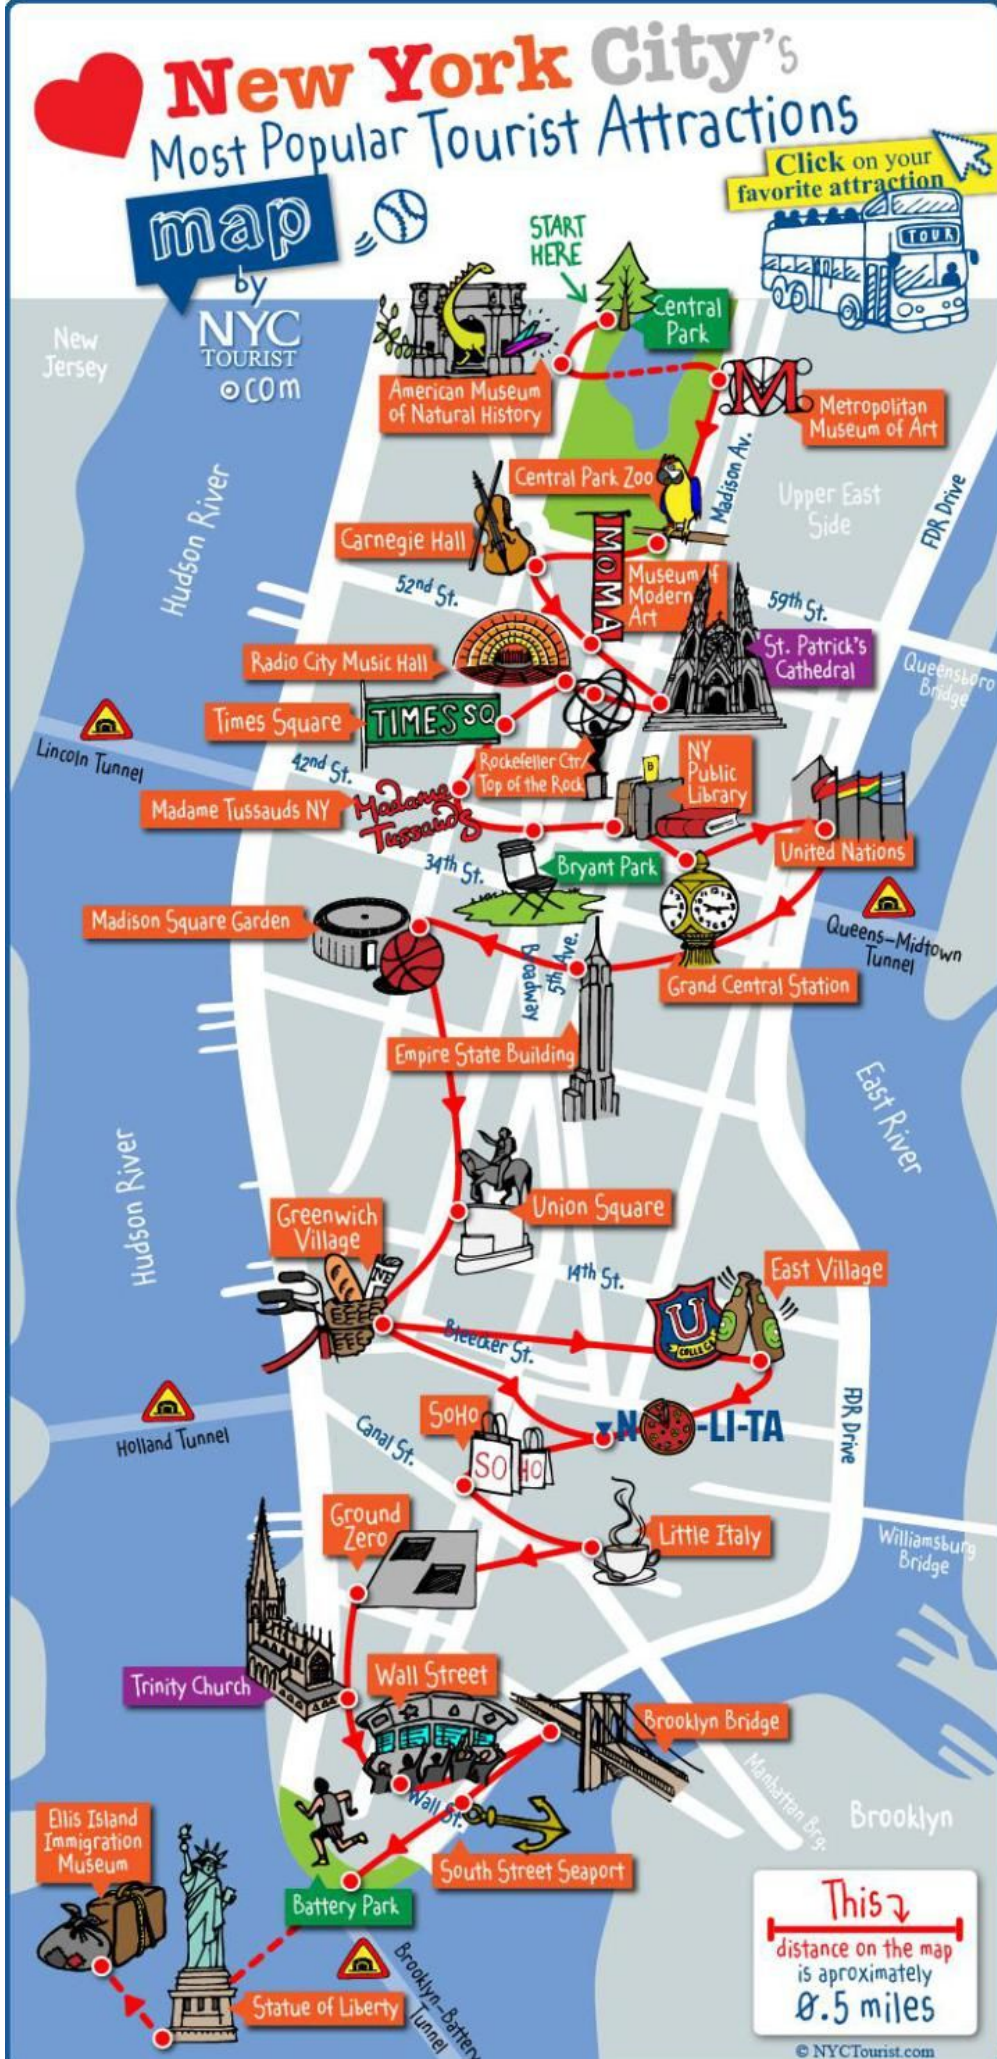 New York City's
Most Popular Tourist Attractions
map
by
NYC
TOURIST
.com
Click on your
favorite attraction
TOUR
START
HERE
New
Jersey
Central
Park
American Museum
of Natural History
M
Metropolitan
Museum of Art
Madison Av.
Central Park Zoo
Upper East
Side
FDR Drive
Hudson River
Carnegie Hall
MOMA
Museum of
Modern
Art
52nd St.
59th St.
St. Patrick's
Cathedral
Radio City Music Hall
Queensboro
Bridge
Times Square
TIMES SQ
Lincoln Tunnel
42nd St.
Rockefeller Ctr/
Top of the Rock
NY
Public
Library
B
Madame Tussauds NY
Madame
Tussauds
United Nations
34th St.
Bryant Park
Madison Square Garden
Queens-Midtown
Tunnel
Broadway
5th Ave.
Grand Central Station
Empire State Building
East River
Hudson River
Union Square
Greenwich
Village
NE
14th St.
East Village
U
COLLEGE
Bleecker St.
SoHo
SO HO
N -LI-TA
FDR Drive
Holland Tunnel
Canal St.
Ground
Zero
Little Italy
Williamsburg
Bridge
Trinity Church
Wall Street
Brooklyn Bridge
Wall St.
Manhattan Brg.
Brooklyn
Ellis Island
Immigration
Museum
South Street Seaport
Battery Park
Brooklyn-Battery
Tunnel
Statue of Liberty
This
distance on the map
is aproximately
0.5 miles
© NYCTourist.com